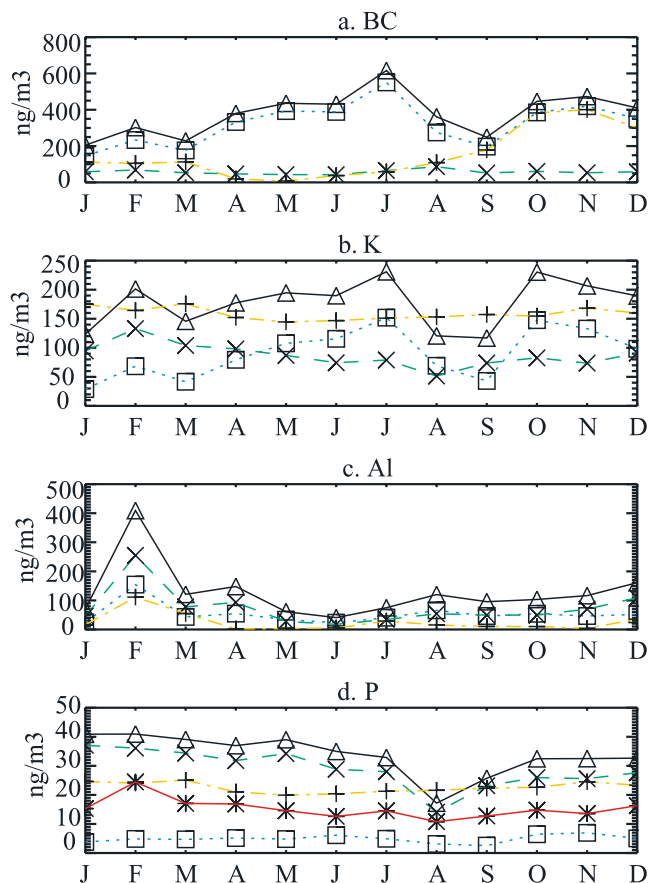 a. BC
800
600
400
200
0
ng/m3
J F M A M J J A S O N D
b. K
250
200
150
100
50
0
ng/m3
J F M A M J J A S O N D
c. Al
500
400
300
200
100
0
ng/m3
J F M A M J J A S O N D
d. P
50
40
30
20
10
0
ng/m3
J F M A M J J A S O N D